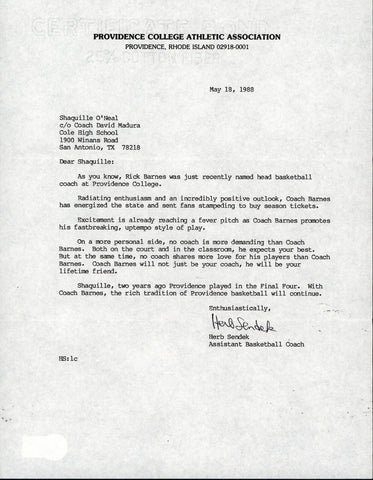 CERTIFICATE BOND
25% COTTON FIBER
PROVIDENCE COLLEGE ATHLETIC ASSOCIATION
PROVIDENCE, RHODE ISLAND 02918-0001
May 18, 1988
Shaquille O'Neal
c/o Coach David Madura
Cole High School
1900 Winans Road
San Antonio, TX 78218
Dear Shaquille:
As you know, Rick Barnes was just recently named head basketball
coach at Providence College.
Radiating enthusiasm and an incredibly positive outlook, Coach Barnes
has energized the state and sent fans stampeding to buy season tickets.
Excitement is already reaching a fever pitch as Coach Barnes promotes
his fastbreaking, uptempo style of play.
On a more personal side, no coach is more demanding than Coach
Barnes. Both on the court and in the classroom, he expects your best.
But at the same time, no coach shares more love for his players than Coach
Barnes. Coach Barnes will not just be your coach, he will be your
lifetime friend.
Shaquille, two years ago Providence played in the Final Four. With
Coach Barnes, the rich tradition of Providence basketball will continue.
Enthusiastically,
Herb Sendek
Herb Sendek
Assistant Basketball Coach
HS:lc